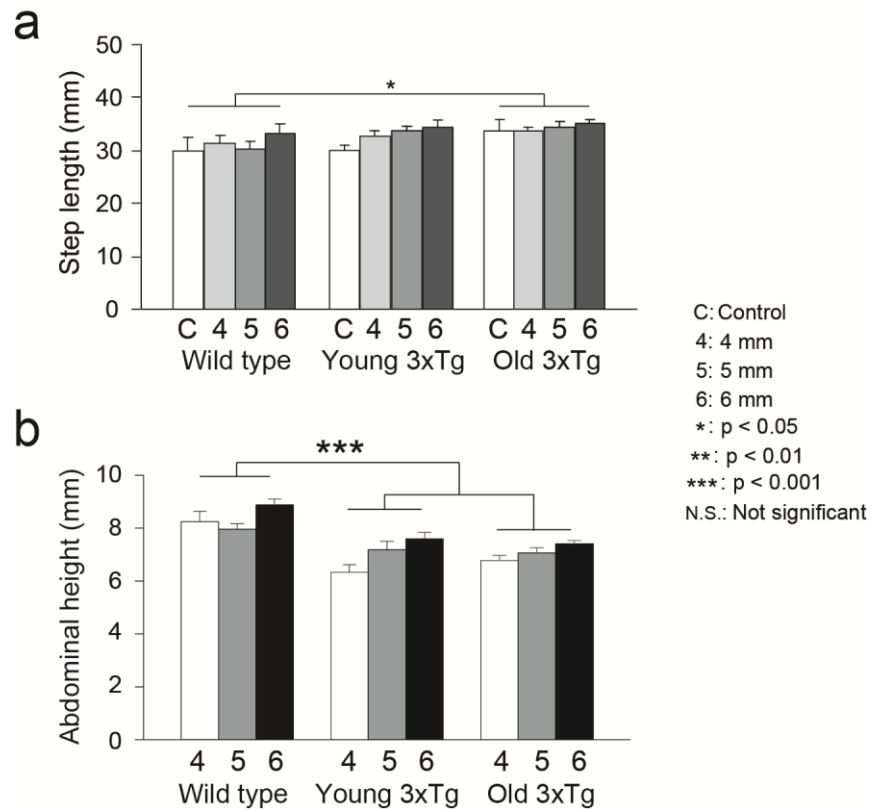 a
Step length (mm)
50
40
30
20
10
0
*
C 4 5 6 C 4 5 6 C 4 5 6
Wild type Young 3xTg Old 3xTg
C: Control
4: 4 mm
5: 5 mm
6: 6 mm
*: p < 0.05
**: p < 0.01
***: p < 0.001
N.S.: Not significant
b
Abdominal height (mm)
10
8
6
4
2
0
***
4 5 6 4 5 6 4 5 6
Wild type Young 3xTg Old 3xTg